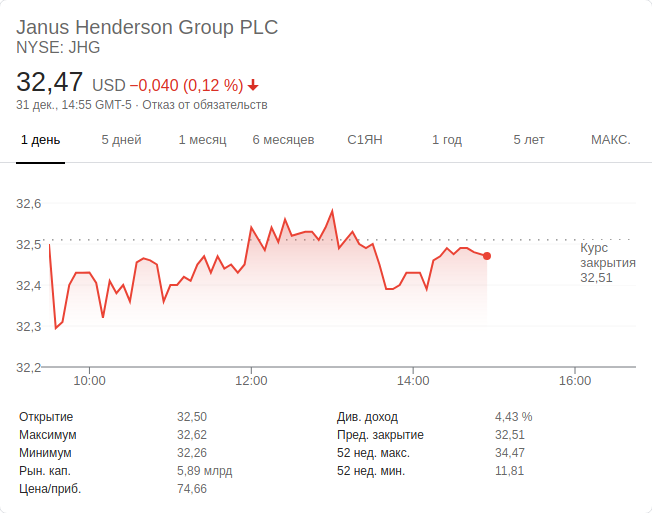 Janus Henderson Group PLC
NYSE: JHG
32,47 USD −0,040 (0,12 %)
31 дек., 14:55 GMT-5 · Отказ от обязательств
1 день 5 дней 1 месяц 6 месяцев С1ЯН 1 год 5 лет МАКС.
32,6
32,5
32,4
32,3
32,2
Курс
закрытия
32,51
10:00 12:00 14:00 16:00
Открытие 32,50
Максимум 32,62
Минимум 32,26
Рын. кап. 5,89 млрд
Цена/приб. 74,66
Див. доход 4,43 %
Пред. закрытие 32,51
52 нед. макс. 34,47
52 нед. мин. 11,81